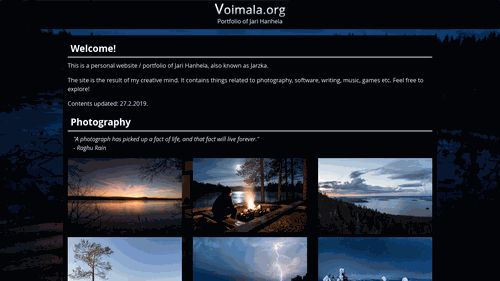 Voimala.org
Portfolio of Jari Hanhela
Welcome!
This is a personal website / portfolio of Jari Hanhela, also known as Jarzka.
The site is the result of my creative mind. It contains things related to photography, software, writing, music, games etc. Feel free to
explore!
Contents updated: 27.2.2019.
Photography
"A photograph has picked up a fact of life, and that fact will live forever."
- Raghu Rain